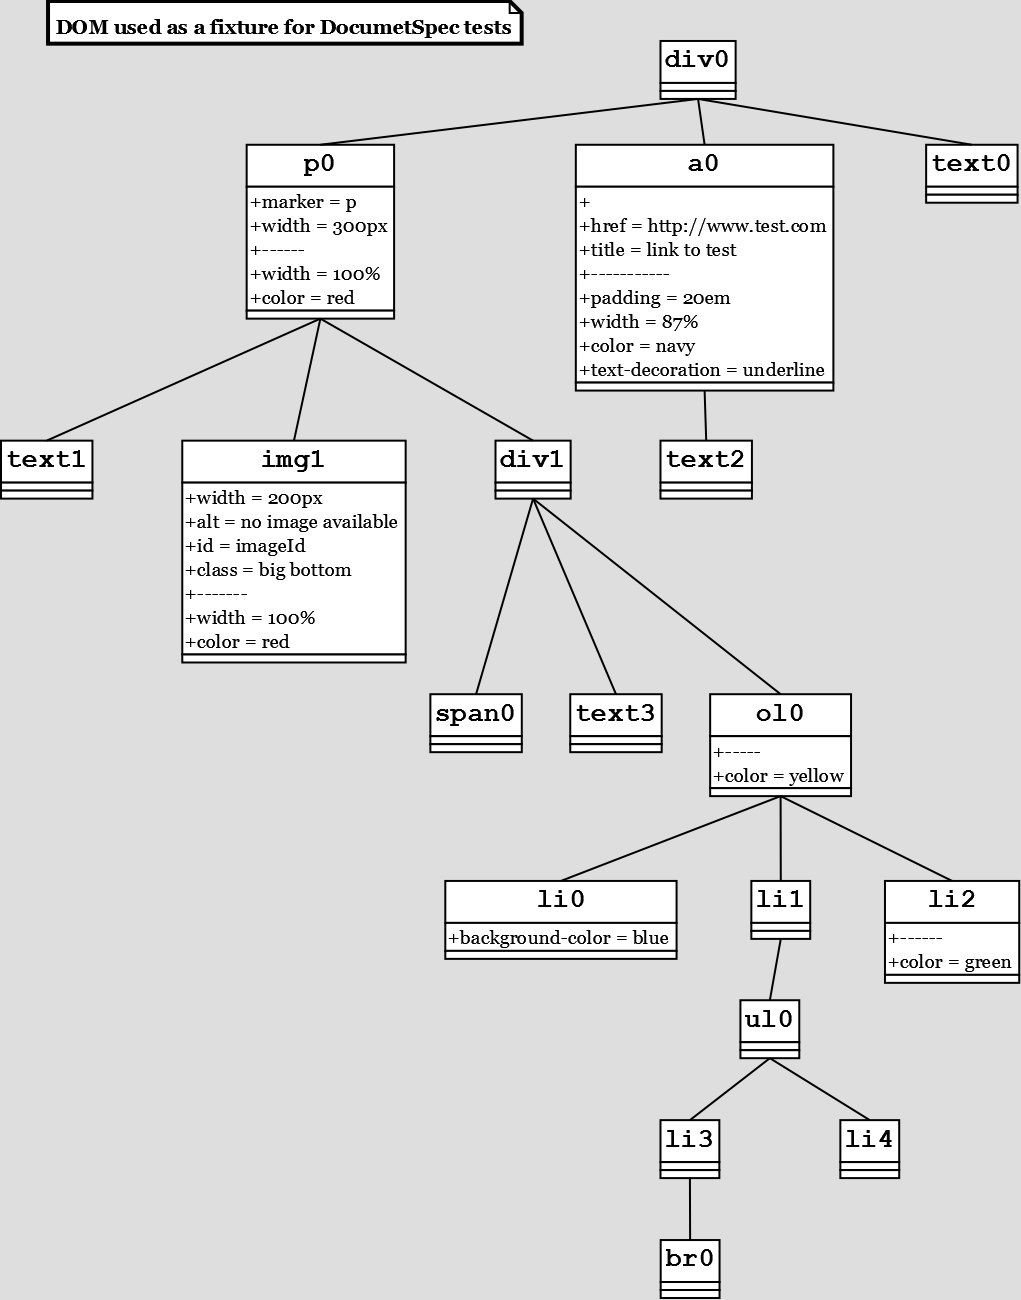 DOM used as a fixture for DocumetSpec tests
div0
p0
+marker = p
+width = 300px
+------
+width = 100%
+color = red
a0
+
+href = http://www.test.com
+title = link to test
+-----------
+padding = 20em
+width = 87%
+color = navy
+text-decoration = underline
text0
text1
img1
+width = 200px
+alt = no image available
+id = imageId
+class = big bottom
+-------
+width = 100%
+color = red
div1
text2
span0
text3
ol0
+-----
+color = yellow
li0
+background-color = blue
li1
li2
+------
+color = green
ul0
li3
li4
br0